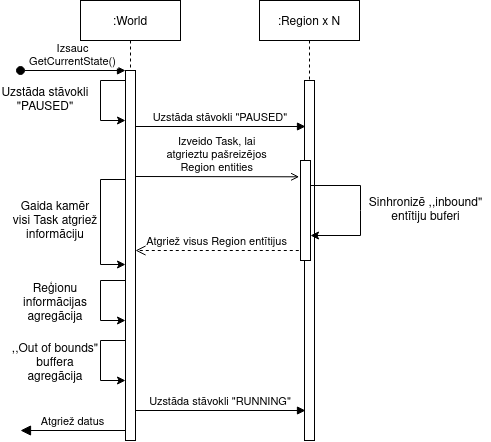 :World
:Region x N
Izsauc
GetCurrentState()
Uzstāda stāvokli
"PAUSED"
Uzstāda stāvokli "PAUSED"
Izveido Task, lai
atgrieztu pašreizējos
Region entities
Sinhronizē ,,inbound"
entītiju buferi
Gaida kamēr
visi Task atgriež
informāciju
Atgriež visus Region entītijus
Reģionu
informācijas
agregācija
,,Out of bounds"
buffera
agregācija
Uzstāda stāvokli "RUNNING"
Atgriež datus